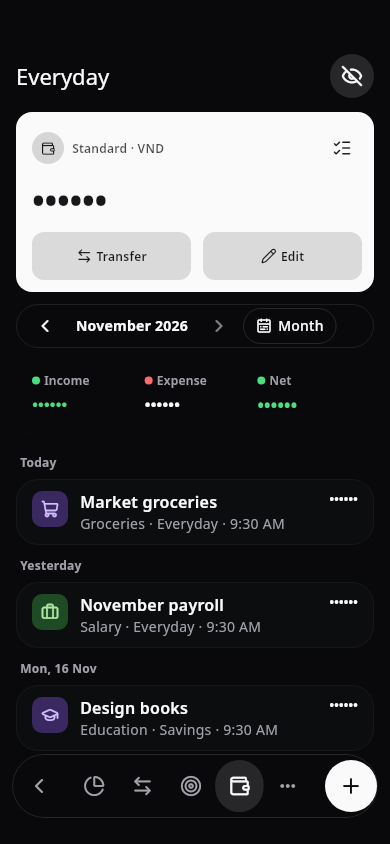 Everyday
Standard · VND
••••••
Transfer
Edit
November 2026
Month
Income
Expense
Net
••••••
••••••
••••••
Today
Market groceries
••••••
Groceries · Everyday · 9:30 AM
Yesterday
November payroll
••••••
Salary · Everyday · 9:30 AM
Mon, 16 Nov
Design books
••••••
Education · Savings · 9:30 AM